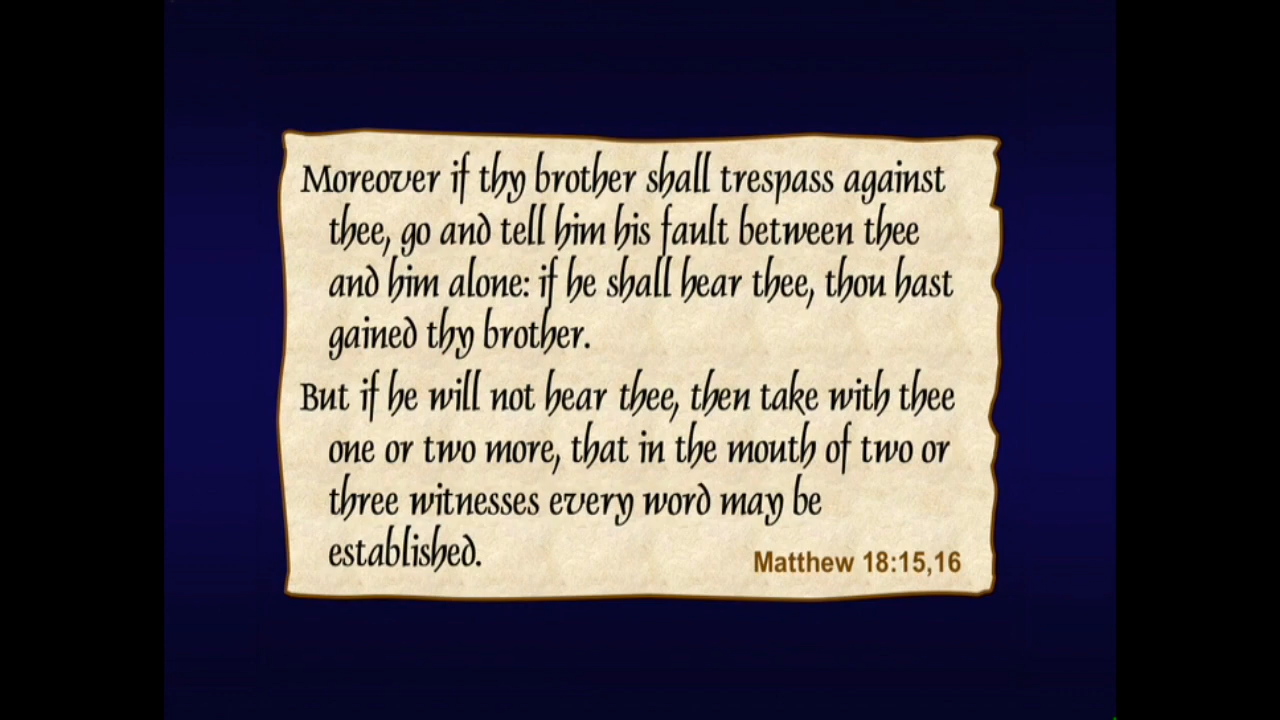 Moreover if thy brother shall trespass against
thee, go and tell him his fault between thee
and him alone: if he shall hear thee, thou hast
gained thy brother.
But if he will not hear thee, then take with thee
one or two more, that in the mouth of two or
three witnesses every word may be
established.
Matthew 18:15,16